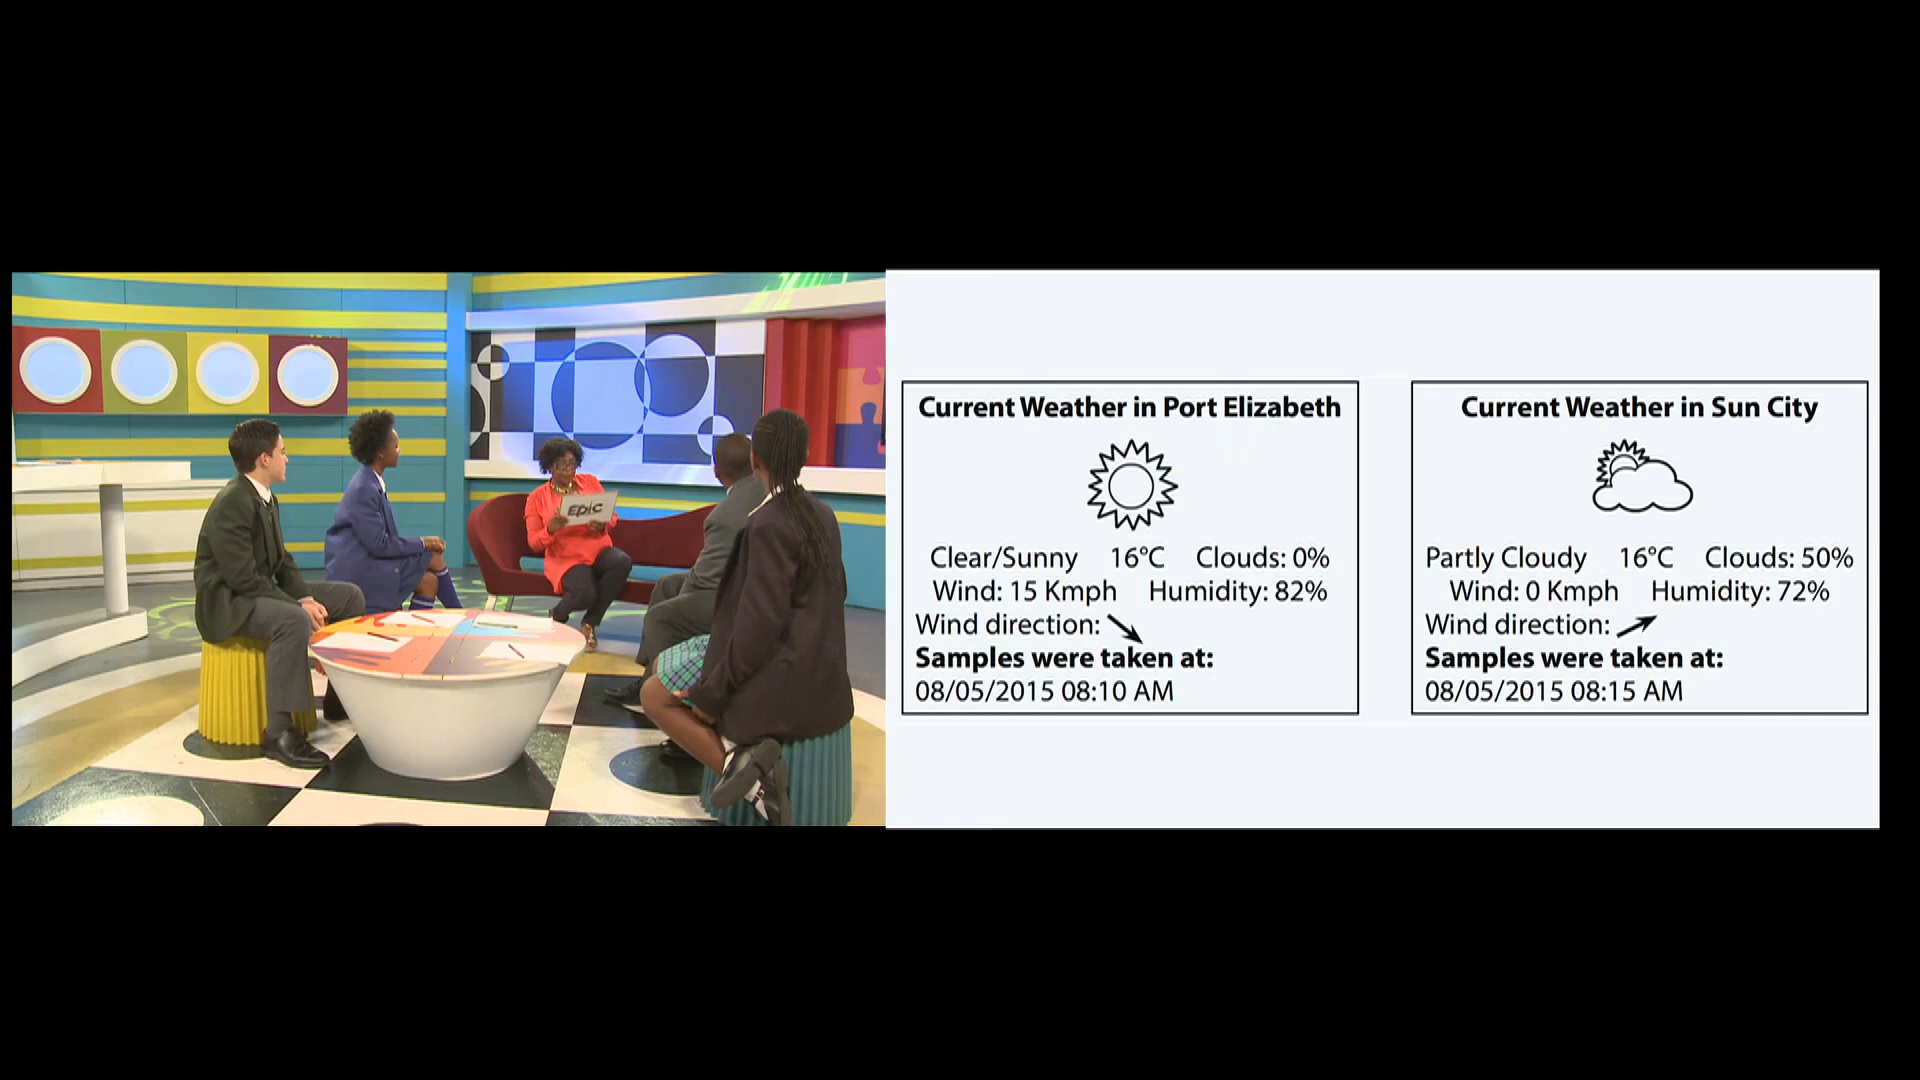 EPIC
Current Weather in Port Elizabeth
Clear/Sunny 16°C Clouds: 0%
Wind: 15 Kmph Humidity: 82%
Wind direction:
Samples were taken at:
08/05/2015 08:10 AM
Current Weather in Sun City
Partly Cloudy 16°C Clouds: 50%
Wind: 0 Kmph Humidity: 72%
Wind direction:
Samples were taken at:
08/05/2015 08:15 AM